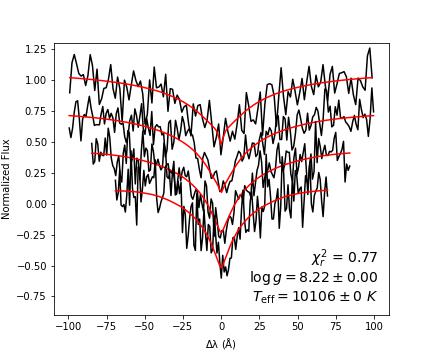 1.25
1.00
0.75
0.50
0.25
0.00
−0.25
−0.50
−0.75
Normalized Flux
χ²ᵣ = 0.77
log g = 8.22 ± 0.00
T_eff = 10106 ± 0 K
−100 −75 −50 −25 0 25 50 75 100
Δλ (Å)